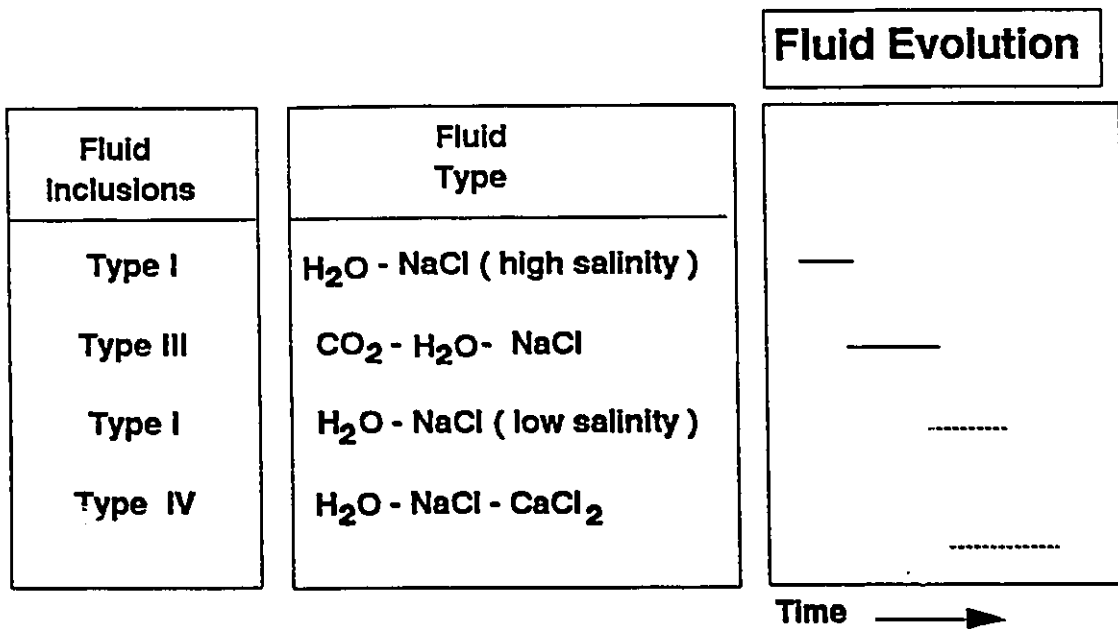 Fluid Evolution
Fluid
Inclusions
Fluid
Type
Type I
H₂O - NaCl ( high salinity )
Type III
CO₂ - H₂O - NaCl
Type I
H₂O - NaCl ( low salinity )
Type IV
H₂O - NaCl - CaCl₂
Time